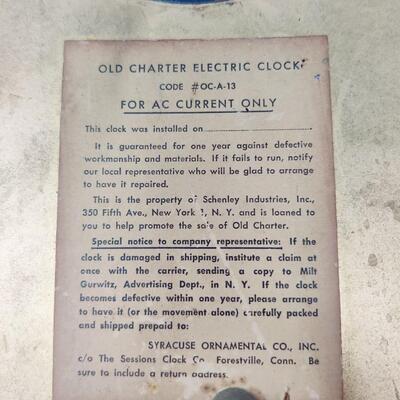 OLD CHARTER ELECTRIC CLOCK
CODE #OC-A-13
FOR AC CURRENT ONLY
This clock was installed on
It is guaranteed for one year against defective
workmanship and materials. If it fails to run, notify
our local representative who will be glad to arrange
to have it repaired.
This is the property of Schenley Industries, Inc.,
350 Fifth Ave., New York 1, N. Y. and is loaned to
you to help promote the sale of Old Charter.
Special notice to company representative: If the
clock is damaged in shipping, institute a claim at
once with the carrier, sending a copy to Milt
Gurwitz, Advertising Dept., in N. Y. If the clock
becomes defective within one year, please arrange
to have it (or the movement alone) carefully packed
and shipped prepaid to:
SYRACUSE ORNAMENTAL CO., INC.
c/o The Sessions Clock Co. Forestville, Conn. Be
sure to include a return address.